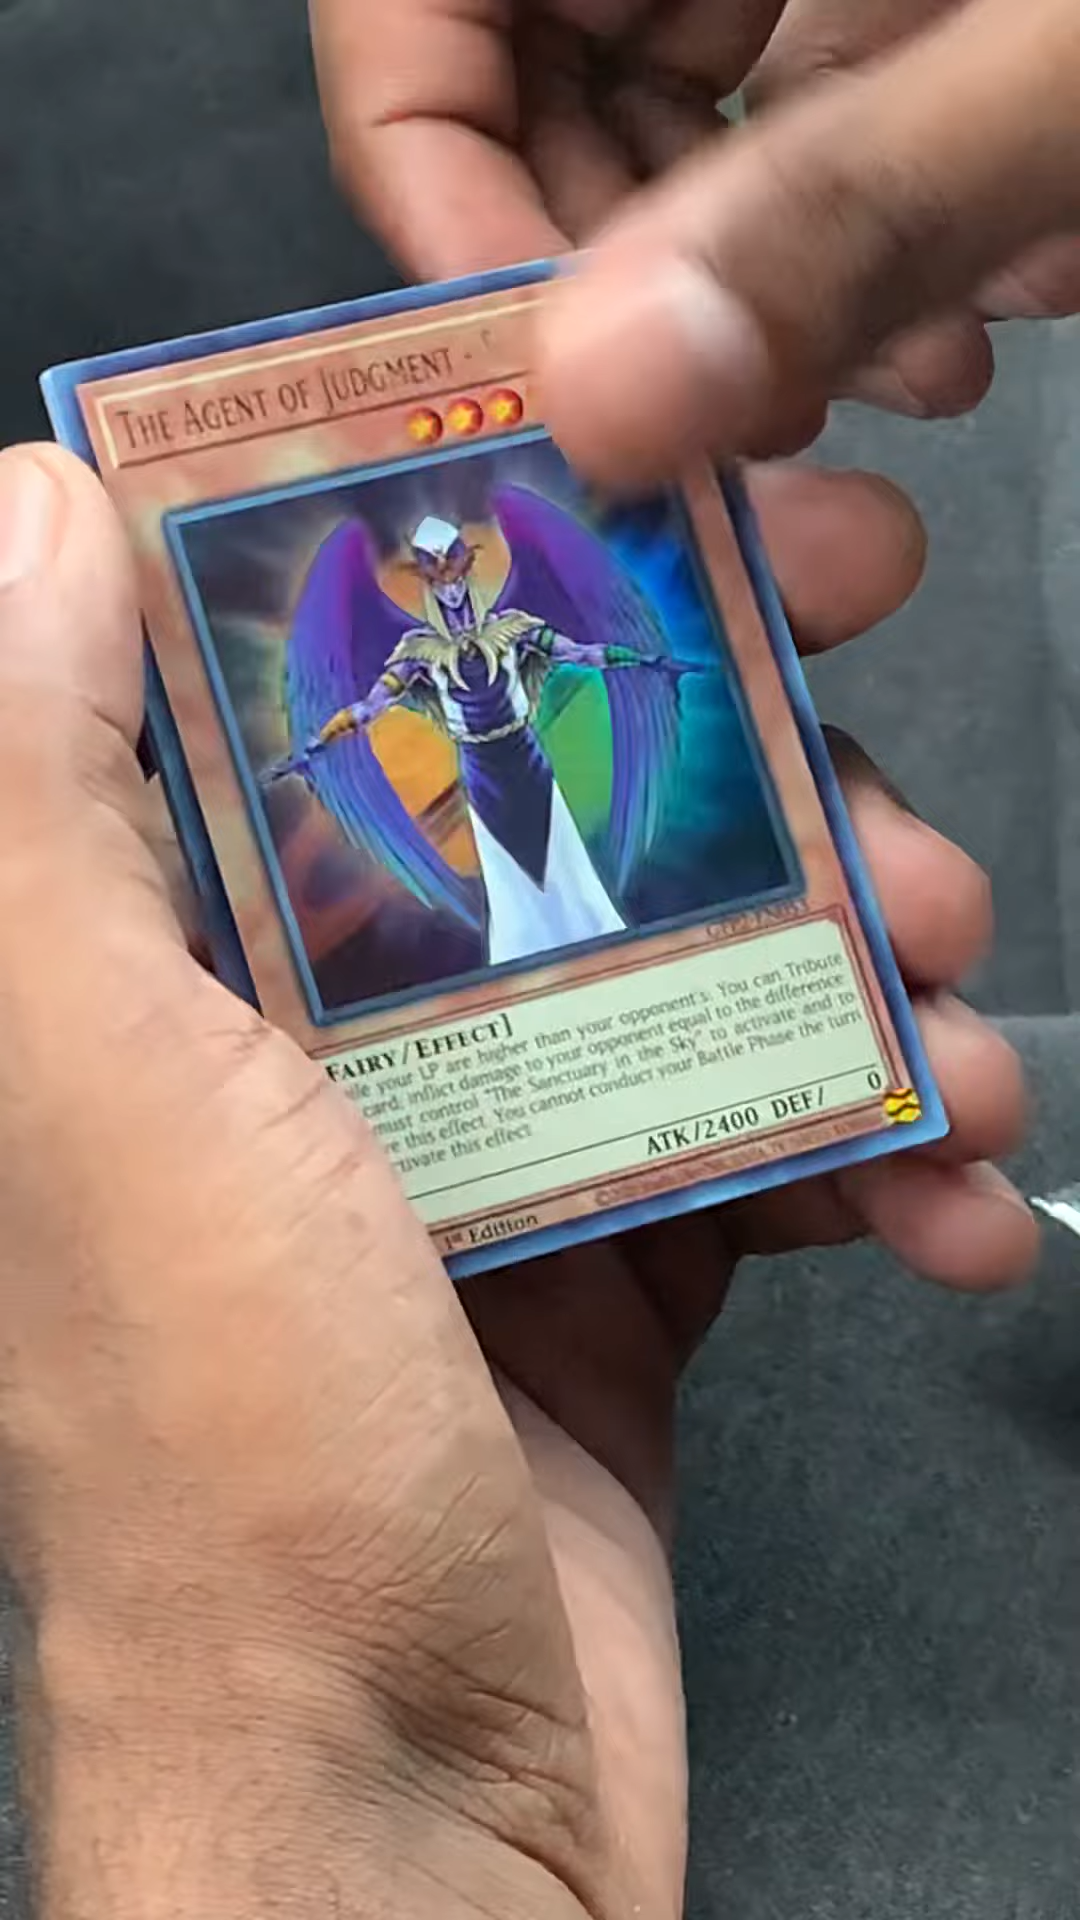 THE AGENT OF JUDGMENT -
FAIRY/EFFECT]
ile your LP are higher than your opponent's: You can Tribute
card; inflict damage to your opponent equal to the difference
must control "The Sanctuary in the Sky" to activate and to
e this effect. You cannot conduct your Battle Phase the turn
tivate this effect.
ATK/2400 DEF/ 0
1st Edition